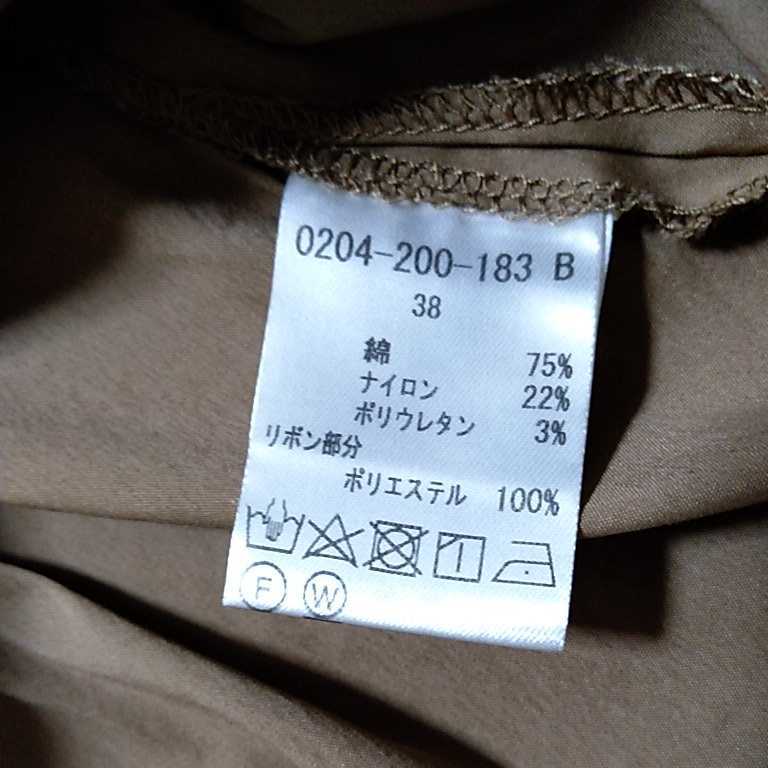 0204-200-183 B
38
綿 75%
ナイロン 22%
ポリウレタン 3%
リボン部分
ポリエステル 100%
F W